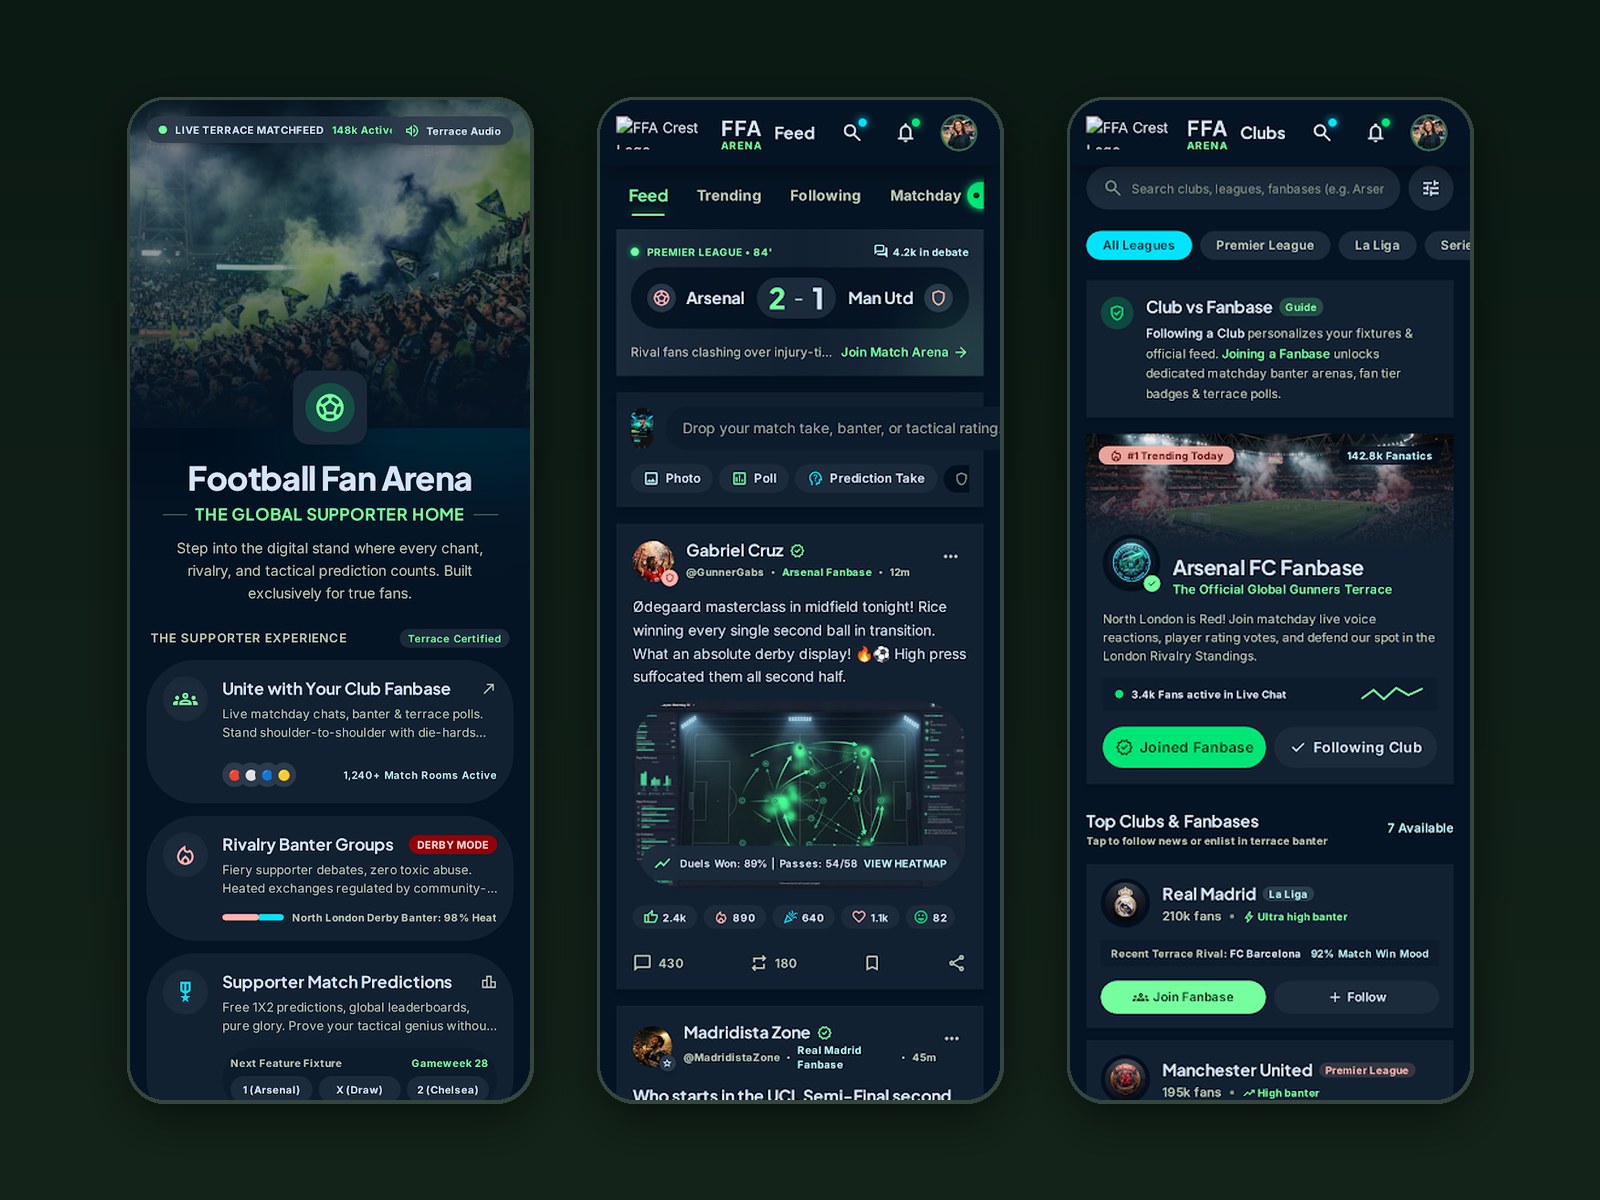 LIVE TERRACE MATCHFEED 148k Activ
Terrace Audio
Football Fan Arena
THE GLOBAL SUPPORTER HOME
Step into the digital stand where every chant,
rivalry, and tactical prediction counts. Built
exclusively for true fans.
THE SUPPORTER EXPERIENCE
Terrace Certified
Unite with Your Club Fanbase
Live matchday chats, banter & terrace polls.
Stand shoulder-to-shoulder with die-hards...
1,240+ Match Rooms Active
Rivalry Banter Groups
DERBY MODE
Fiery supporter debates, zero toxic abuse.
Heated exchanges regulated by community-...
North London Derby Banter: 98% Heat
Supporter Match Predictions
Free 1X2 predictions, global leaderboards,
pure glory. Prove your tactical genius withou...
Next Feature Fixture
Gameweek 28
1 (Arsenal)
X (Draw)
2 (Chelsea)
FFA Crest
Logo
FFA
ARENA
Feed
Feed
Trending
Following
Matchday
PREMIER LEAGUE • 84'
4.2k in debate
Arsenal
2 - 1
Man Utd
Rival fans clashing over injury-ti...
Join Match Arena →
Drop your match take, banter, or tactical rating.
Photo
Poll
Prediction Take
Gabriel Cruz
@GunnerGabs • Arsenal Fanbase • 12m
Ødegaard masterclass in midfield tonight! Rice
winning every single second ball in transition.
What an absolute derby display! 🔥⚽ High press
suffocated them all second half.
Duels Won: 89% | Passes: 54/58 VIEW HEATMAP
2.4k
890
640
1.1k
82
430
180
Madridista Zone
@MadridistaZone • Real Madrid
Fanbase • 45m
Who starts in the UCL Semi-Final second
FFA Crest
Logo
FFA
ARENA
Clubs
Search clubs, leagues, fanbases (e.g. Arser
All Leagues
Premier League
La Liga
Serie
Club vs Fanbase
Guide
Following a Club personalizes your fixtures &
official feed. Joining a Fanbase unlocks
dedicated matchday banter arenas, fan tier
badges & terrace polls.
#1 Trending Today
142.8k Fanatics
Arsenal FC Fanbase
The Official Global Gunners Terrace
North London is Red! Join matchday live voice
reactions, player rating votes, and defend our spot in the
London Rivalry Standings.
3.4k Fans active in Live Chat
Joined Fanbase
Following Club
Top Clubs & Fanbases
Tap to follow news or enlist in terrace banter
7 Available
Real Madrid
La Liga
210k fans • Ultra high banter
Recent Terrace Rival: FC Barcelona
92% Match Win Mood
Join Fanbase
+ Follow
Manchester United
Premier League
195k fans • High banter